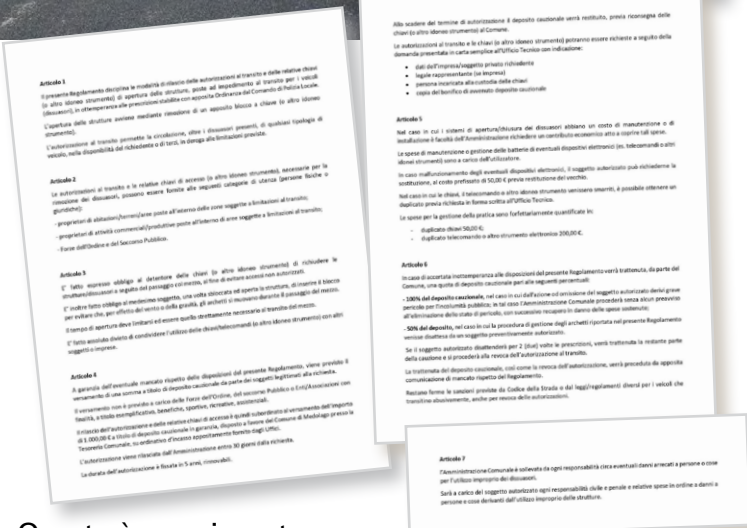 Articolo 1
Il presente Regolamento disciplina le modalità di rilascio delle autorizzazioni al transito e delle relative chiavi
(o altro idoneo strumento) di apertura delle strutture, poste ad impedimento al transito per i veicoli
(dissuasori), in ottemperanza alle prescrizioni stabilite con apposita Ordinanza del Comando di Polizia Locale.
L'apertura delle strutture avviene mediante rimozione di un apposito blocco a chiave (o altro idoneo
strumento).
L'autorizzazione al transito permette la circolazione, oltre i dissuasori presenti, di qualsiasi tipologia di
veicolo, nella disponibilità del richiedente o di terzi, in deroga alle limitazioni previste.
Articolo 2
Le autorizzazioni al transito e le relative chiavi di accesso (o altro idoneo strumento), necessarie per la
rimozione dei dissuasori, possono essere fornite alle seguenti categorie di utenza (persone fisiche o
giuridiche):
- proprietari di abitazioni/terreni/aree poste all'interno delle zone soggette a limitazioni al transito;
- proprietari di attività commerciali/produttive poste all'interno di aree soggette a limitazioni al transito;
- Forze dell'Ordine e del Soccorso Pubblico.
Articolo 3
E' fatto espresso obbligo al detentore delle chiavi (o altro idoneo strumento) di richiudere le
strutture/dissuasori a seguito del passaggio col mezzo, al fine di evitare accessi non autorizzati.
E' inoltre fatto obbligo al medesimo soggetto, una volta sbloccata ed aperta la struttura, di inserire il blocco
per evitare che, per effetto del vento o della gravità, gli archetti si muovano durante il passaggio del mezzo.
Il tempo di apertura deve limitarsi ed essere quello strettamente necessario al transito del mezzo.
E' fatto assoluto divieto di condividere l'utilizzo delle chiavi/telecomandi (o altro idoneo strumento) con altri
soggetti o imprese.
Articolo 4
A garanzia dell'eventuale mancato rispetto delle disposizioni del presente Regolamento, viene previsto il
versamento di una somma a titolo di deposito cauzionale da parte dei soggetti legittimati alla richiesta.
Il versamento non è previsto a carico delle Forze dell'Ordine, del soccorso Pubblico o Enti/Associazioni con
finalità, a titolo esemplificativo, benefiche, sportive, ricreative, assistenziali.
Il rilascio dell'autorizzazione e delle relative chiavi di accesso è quindi subordinato al versamento dell'importo
di 1.000,00 € a titolo di deposito cauzionale in garanzia, disposto a favore del Comune di Medolago presso la
Tesoreria Comunale, su ordinativo d'incasso appositamente fornito dagli Uffici.
L'autorizzazione viene rilasciata dall'Amministrazione entro 30 giorni dalla richiesta.
La durata dell'autorizzazione è fissata in 5 anni, rinnovabili.
Allo scadere del termine di autorizzazione il deposito cauzionale verrà restituito, previa riconsegna delle
chiavi (o altro idoneo strumento) al Comune.
Le autorizzazioni al transito e le chiavi (o altro idoneo strumento) potranno essere richieste a seguito della
domanda presentata in carta semplice all'Ufficio Tecnico con indicazione:
• dati dell'impresa/soggetto privato richiedente
• legale rappresentante (se impresa)
• persona incaricata alla custodia della chiavi
• copia del bonifico di avvenuto deposito cauzionale
Articolo 5
Nel caso in cui i sistemi di apertura/chiusura dei dissuasori abbiano un costo di manutenzione o di
installazione è facoltà dell'Amministrazione richiedere un contributo economico atto a coprire tali spese.
Le spese di manutenzione o gestione delle batterie di eventuali dispositivi elettronici (es. telecomando o altri
idonei strumenti) sono a carico dell'utilizzatore.
In caso malfunzionamento degli eventuali dispositivi elettronici, il soggetto autorizzato può richiederne la
sostituzione, al costo prefissato di 50,00 € previa restituzione del vecchio.
Nel caso in cui le chiavi, il telecomando o altro idoneo strumento venissero smarriti, è possibile ottenere un
duplicato previa richiesta in forma scritta all'Ufficio Tecnico.
Le spese per la gestione della pratica sono forfettariamente quantificate in:
- duplicato chiavi 50,00 €;
- duplicato telecomando o altro strumento elettronico 100,00 €.
Articolo 6
In caso di accertata inottemperanza alle disposizioni del presente Regolamento verrà trattenuta, da parte del
Comune, una quota di deposito cauzionale pari alle seguenti percentuali:
- 100% del deposito cauzionale, nel caso in cui dall'azione od omissione del soggetto autorizzato derivi grave
pericolo per l'incolumità pubblica; in tal caso l'Amministrazione Comunale procederà senza alcun preavviso
all'eliminazione dello stato di pericolo, con successivo recupero in danno delle spese sostenute;
- 50% del deposito, nel caso in cui la procedura di gestione degli archetti riportata nel presente Regolamento
venisse disattesa da un soggetto preventivamente autorizzato.
Se il soggetto autorizzato disattenderà per 2 (due) volte le prescrizioni, verrà trattenuta la restante parte
della cauzione e si procederà alla revoca dell'autorizzazione al transito.
La trattenuta del deposito cauzionale, così come la revoca dell'autorizzazione, verrà preceduta da apposita
comunicazione di mancato rispetto del Regolamento.
Restano ferme le sanzioni previste da Codice della Strada o dai leggi/regolamenti diversi per i veicoli che
transitino abusivamente, anche per revoca delle autorizzazioni.
Articolo 7
l'Amministrazione Comunale è sollevata da ogni responsabilità circa eventuali danni arrecati a persone o cose
per l'utilizzo improprio dei dissuasori.
Sarà a carico del soggetto autorizzato ogni responsabilità civile e penale e relative spese in ordine a danni a
persone e cose derivanti dall'utilizzo improprio delle strutture.